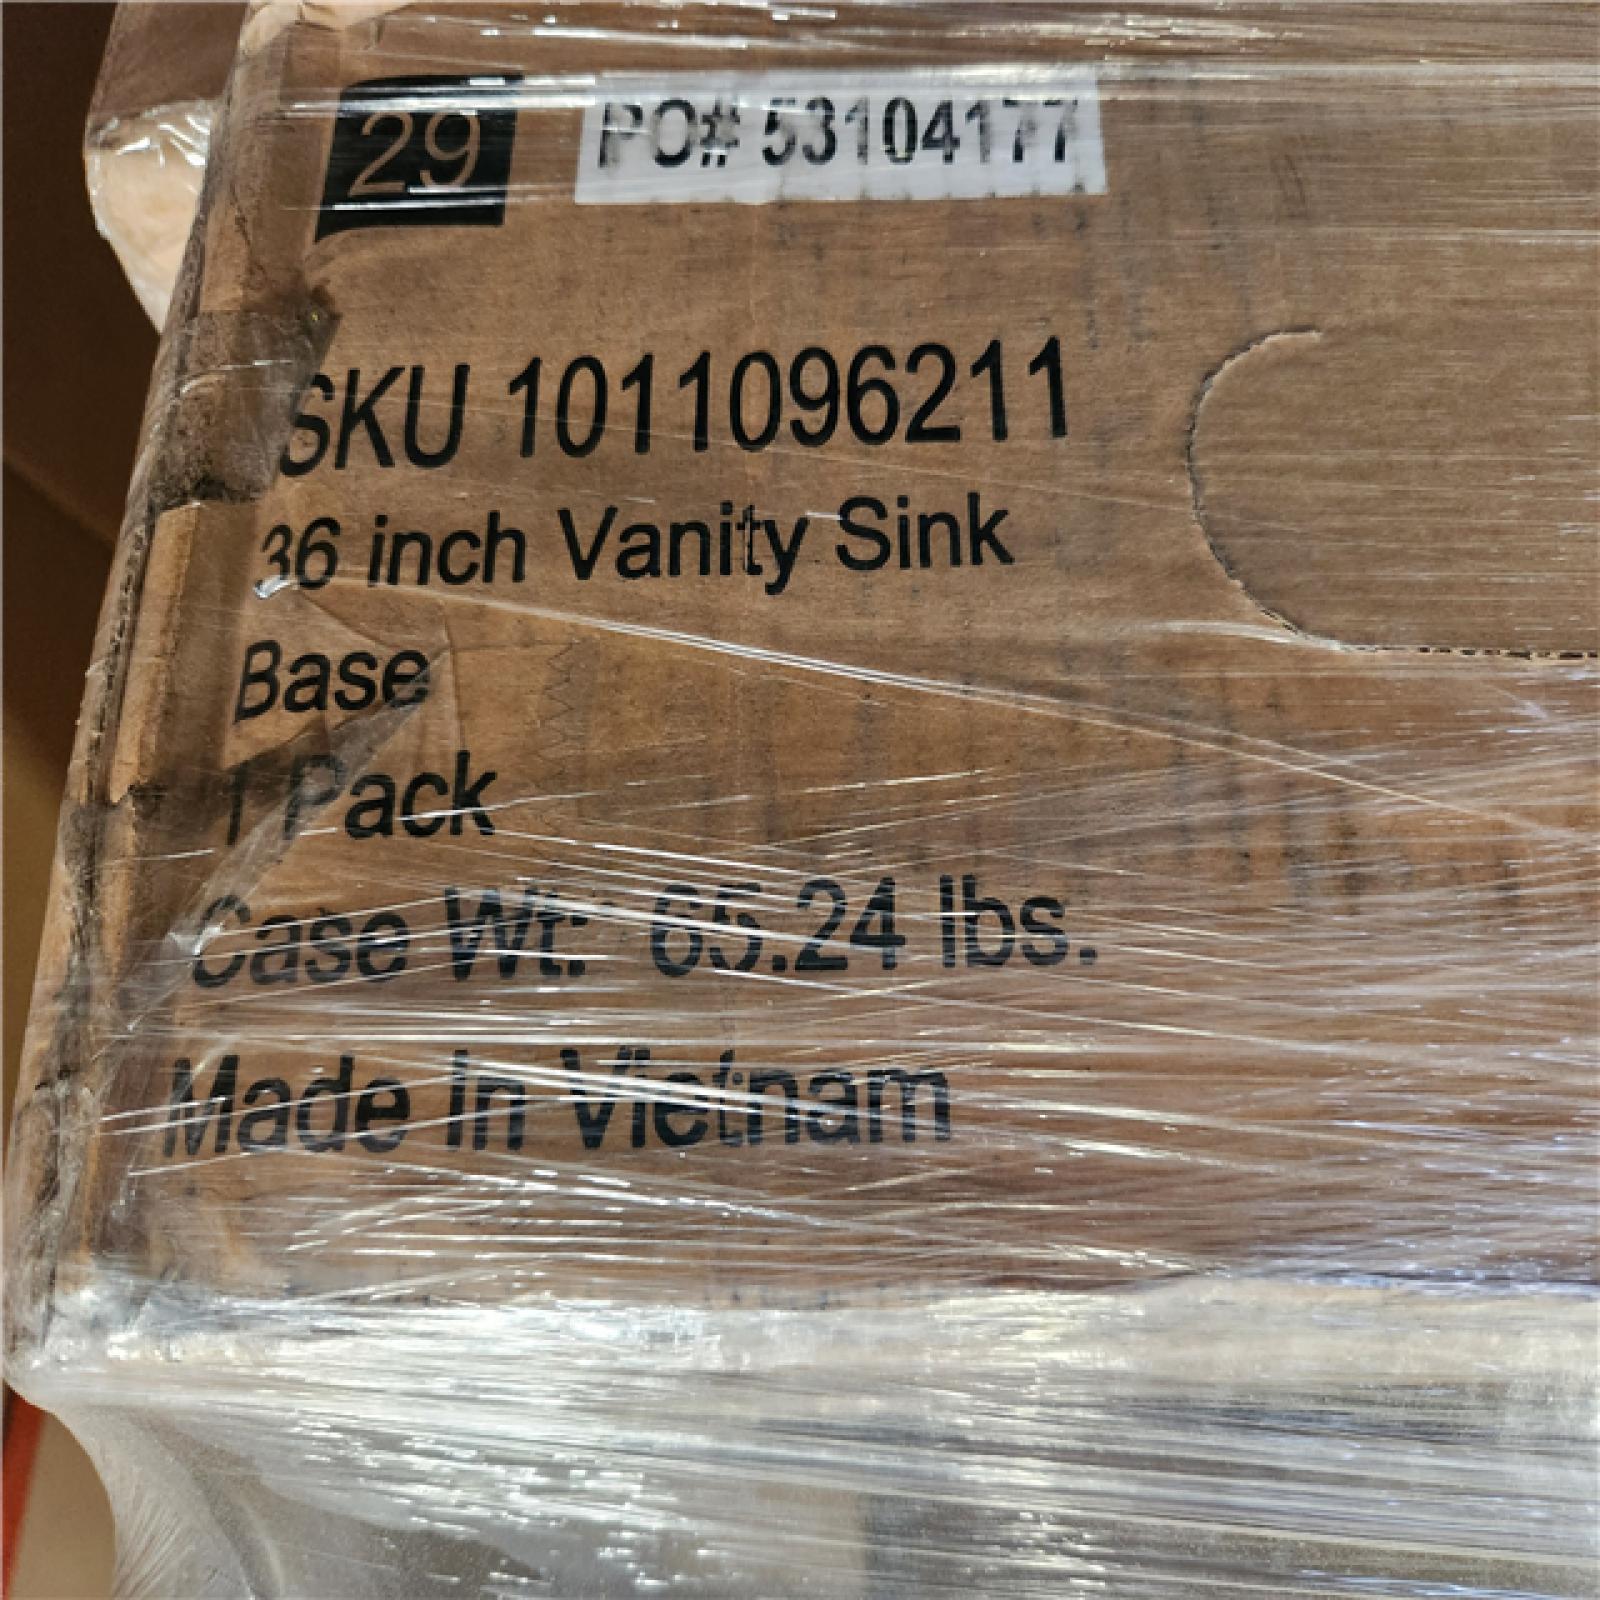 29
PO# 53104177
SKU 1011096211
36 inch Vanity Sink
Base
1 Pack
Case Wt: 65.24 lbs.
Made In Vietnam